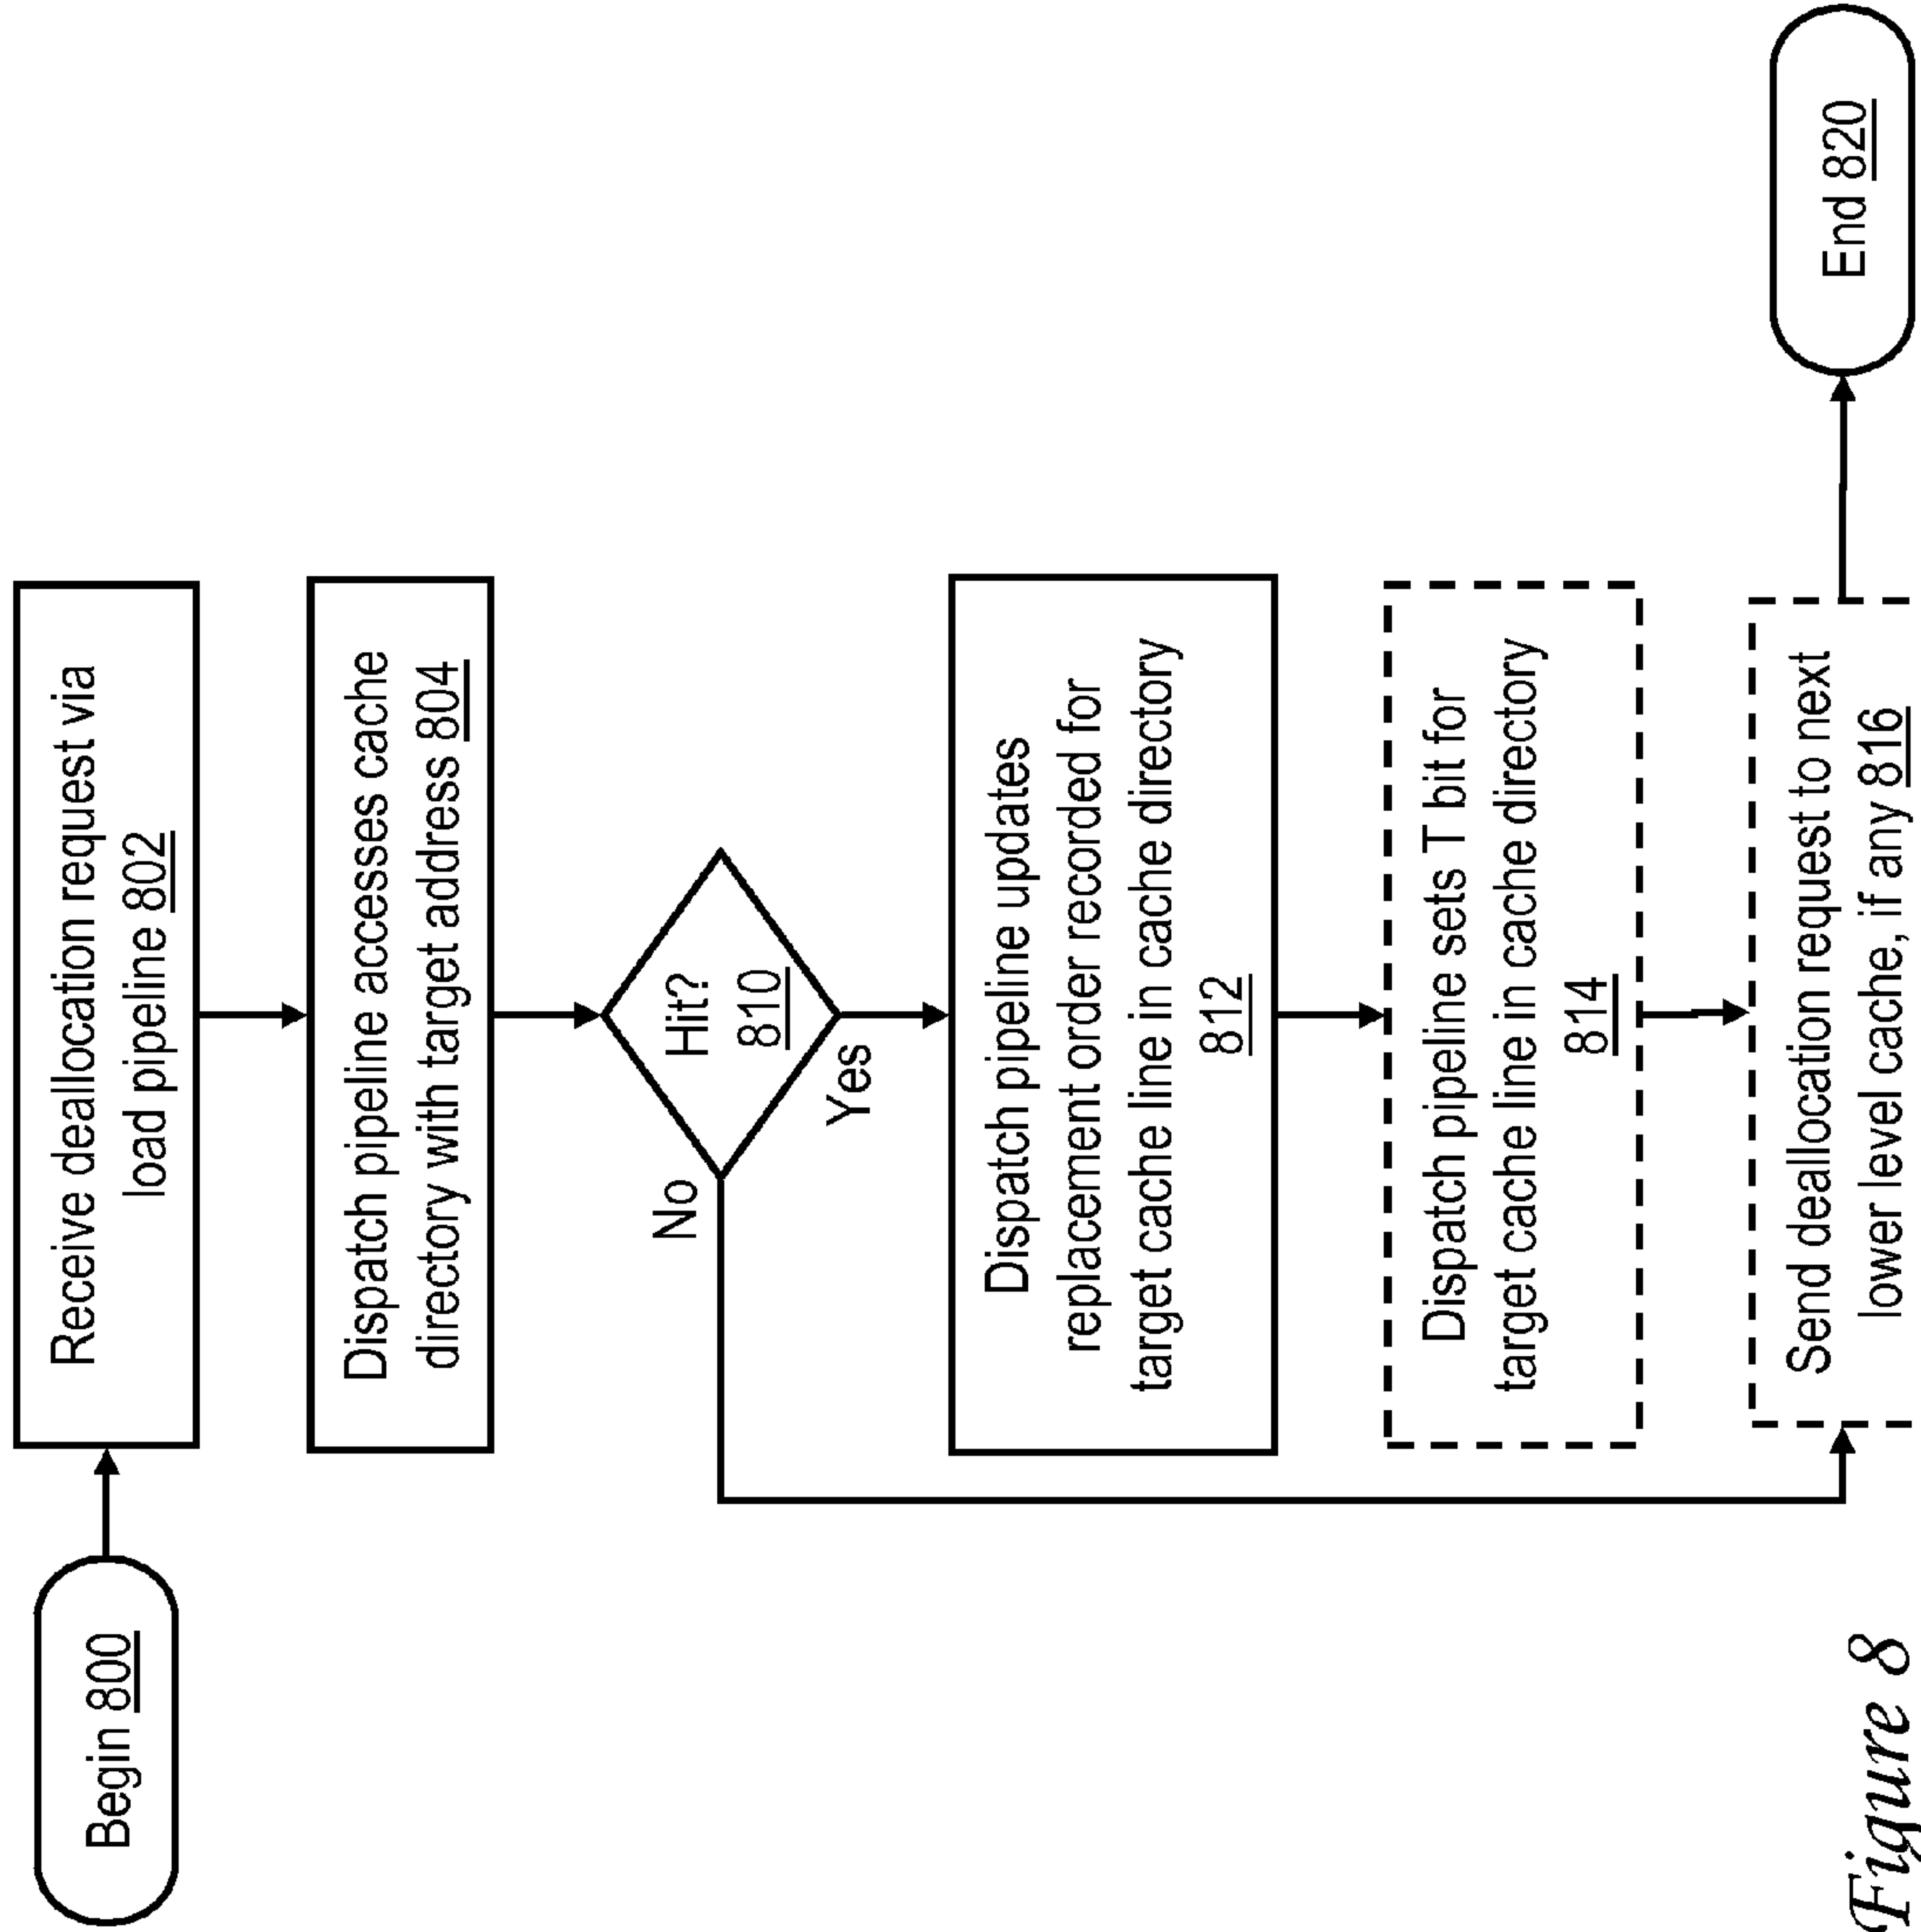 Begin 800
Receive deallocation request via
load pipeline 802
Dispatch pipeline accesses cache
directory with target address 804
Hit?
810
No
Yes
Dispatch pipeline updates
replacement order recorded for
target cache line in cache directory
812
Dispatch pipeline sets T bit for
target cache line in cache directory
814
Send deallocation request to next
lower level cache, if any 816
End 820
Figure 8